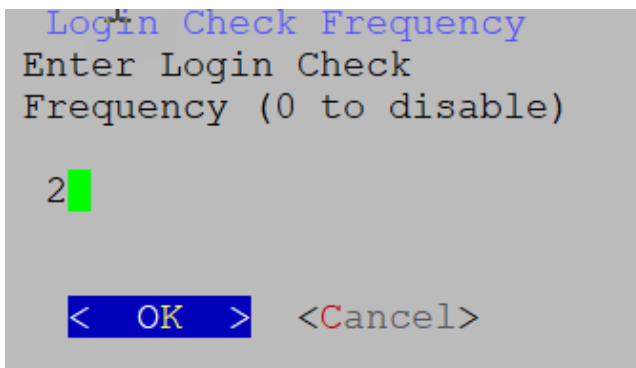 Login Check Frequency
Enter Login Check
Frequency (0 to disable)
2
< OK > <Cancel>